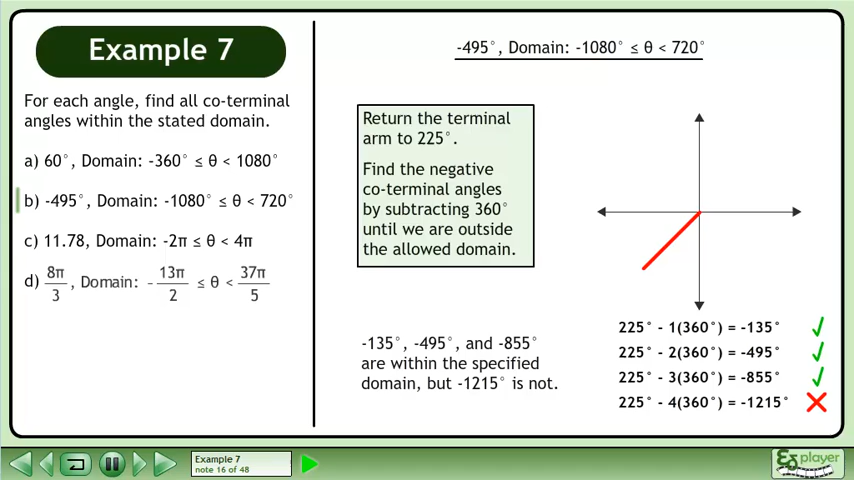 Example 7
For each angle, find all co-terminal
angles within the stated domain.
a) 60°, Domain: -360° ≤ θ < 1080°
b) -495°, Domain: -1080° ≤ θ < 720°
c) 11.78, Domain: -2π ≤ θ < 4π
d) 8π/3, Domain: -13π/2 ≤ θ < 37π/5
-495°, Domain: -1080° ≤ θ < 720°
Return the terminal
arm to 225°.
Find the negative
co-terminal angles
by subtracting 360°
until we are outside
the allowed domain.
-135°, -495°, and -855°
are within the specified
domain, but -1215° is not.
225° - 1(360°) = -135°
225° - 2(360°) = -495°
225° - 3(360°) = -855°
225° - 4(360°) = -1215°
Example 7
note 16 of 48
player